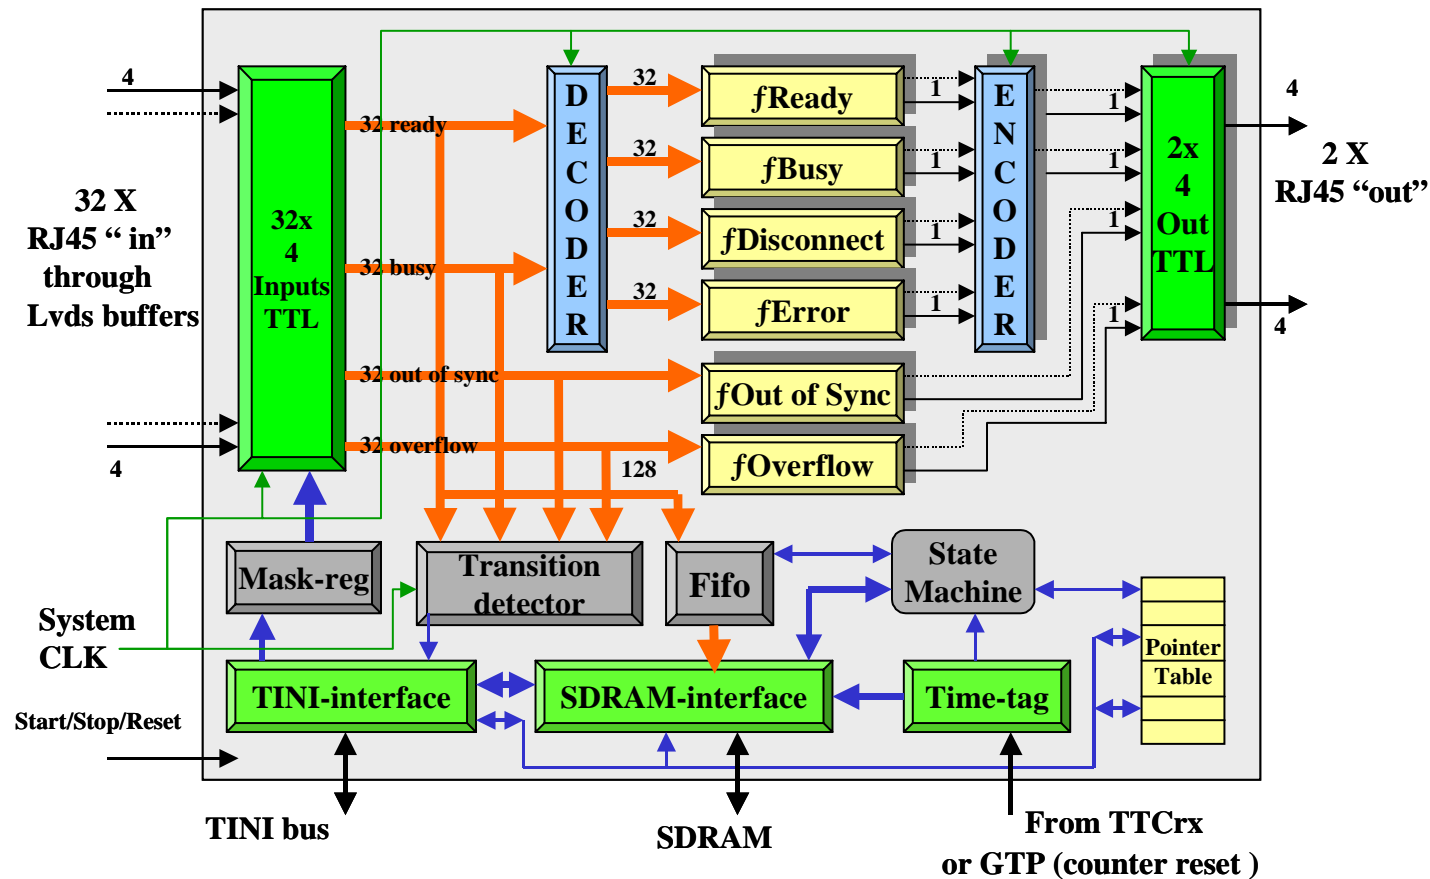 4
32 X
RJ45 “ in”
through
Lvds buffers
4
32x
4
Inputs
TTL
32 ready
32 busy
32 out of sync
32 overflow
128
D
E
C
O
D
E
R
32
32
32
32
ƒReady
ƒBusy
ƒDisconnect
ƒError
ƒOut of Sync
ƒOverflow
1
1
1
1
E
N
C
O
D
E
R
1
1
1
1
2x
4
Out
TTL
4
2 X
RJ45 “out”
4
Mask-reg
Transition
detector
Fifo
State
Machine
Pointer
Table
System
CLK
Start/Stop/Reset
TINI-interface
SDRAM-interface
Time-tag
TINI bus
SDRAM
From TTCrx
or GTP (counter reset )